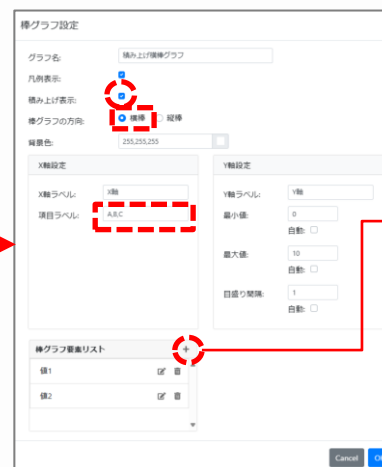 棒グラフ設定
グラフ名: 積み上げ横棒グラフ
凡例表示:
積み上げ表示:
棒グラフの方向: 横棒 縦棒
背景色: 255,255,255
X軸設定
X軸ラベル: X軸
項目ラベル: A,B,C
Y軸設定
Y軸ラベル: Y軸
最小値: 0
自動:
最大値: 10
自動:
目盛り間隔: 1
自動:
棒グラフ要素リスト +
値1
値2
Cancel